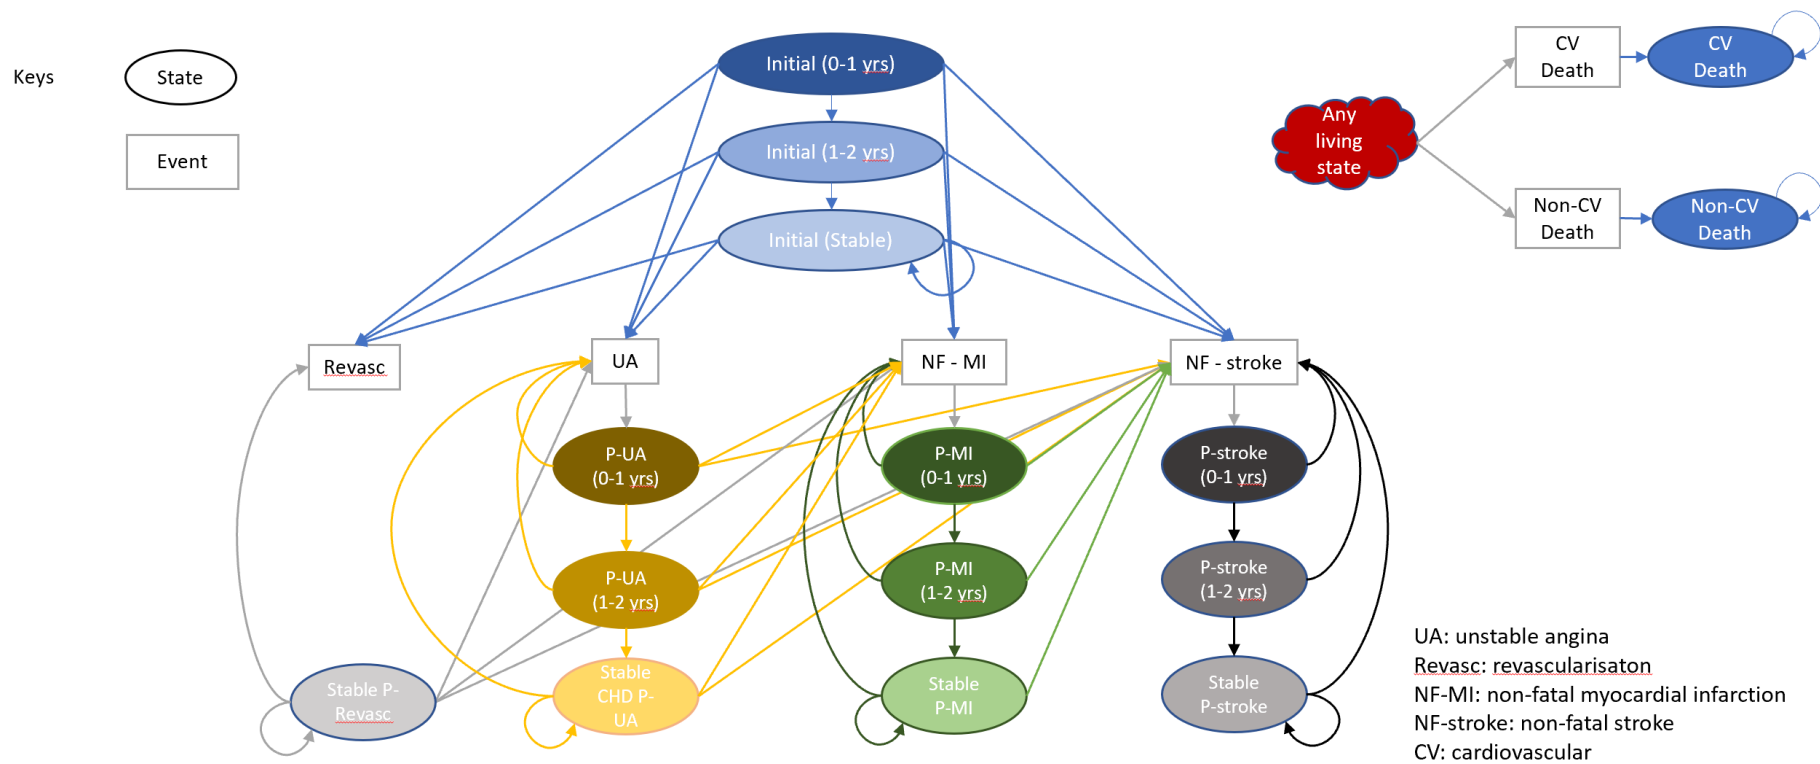 Keys
State
Event
Initial (0-1 yrs)
Initial (1-2 yrs)
Initial (Stable)
Any
living
state
CV
Death
CV
Death
Non-CV
Death
Non-CV
Death
Revasc
UA
NF - MI
NF - stroke
P-UA
(0-1 yrs)
P-MI
(0-1 yrs)
P-stroke
(0-1 yrs)
P-UA
(1-2 yrs)
P-MI
(1-2 yrs)
P-stroke
(1-2 yrs)
Stable P-
Revasc
Stable
CHD P-
UA
Stable
P-MI
Stable
P-stroke
UA: unstable angina
Revasc: revascularisaton
NF-MI: non-fatal myocardial infarction
NF-stroke: non-fatal stroke
CV: cardiovascular